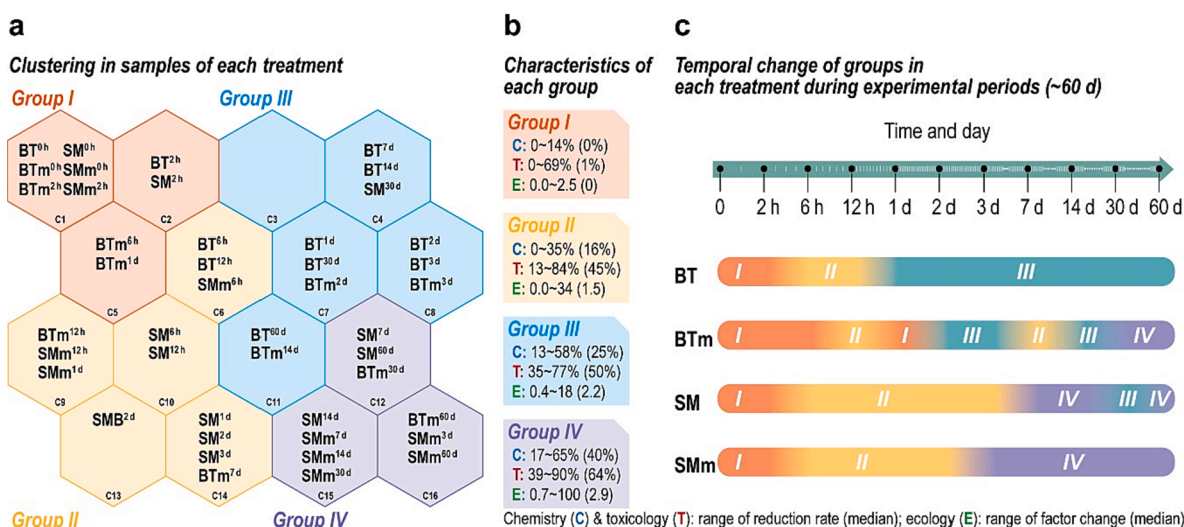 a
Clustering in samples of each treatment
Group I
Group III
BT0h SM0h
BTm0h SMm0h
BTm2h SMm2h
C1
BT2h
SM2h
C2
C3
BT7d
BT14d
SM30d
C4
BTm6h
BTm1d
C5
BT6h
BT12h
SMm6h
C6
BT1d
BT30d
BTm2d
C7
BT2d
BT3d
BTm3d
C8
BTm12h
SMm12h
SMm1d
C9
SM6h
SM12h
C10
BT60d
BTm14d
C11
SM7d
SM60d
BTm30d
C12
SMB2d
C13
SM1d
SM2d
SM3d
BTm7d
C14
SM14d
SMm7d
SMm14d
SMm30d
C15
BTm60d
SMm3d
SMm60d
C16
Group II
Group IV
b
Characteristics of
each group
Group I
C: 0~14% (0%)
T: 0~69% (1%)
E: 0.0~2.5 (0)
Group II
C: 0~35% (16%)
T: 13~84% (45%)
E: 0.0~34 (1.5)
Group III
C: 13~58% (25%)
T: 35~77% (50%)
E: 0.4~18 (2.2)
Group IV
C: 17~65% (40%)
T: 39~90% (64%)
E: 0.7~100 (2.9)
c
Temporal change of groups in
each treatment during experimental periods (~60 d)
Time and day
0 2 h 6 h 12 h 1 d 2 d 3 d 7 d 14 d 30 d 60 d
BT I II III
BTm I II I III II III IV
SM I II IV III IV
SMm I II IV
Chemistry (C) & toxicology (T): range of reduction rate (median); ecology (E): range of factor change (median)